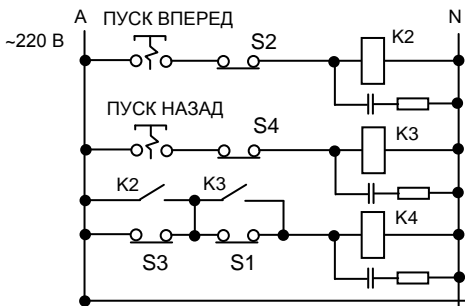 A
N
ПУСК ВПЕРЕД
~220 В
S2
K2
ПУСК НАЗАД
S4
K3
K2
K3
K4
S3
S1